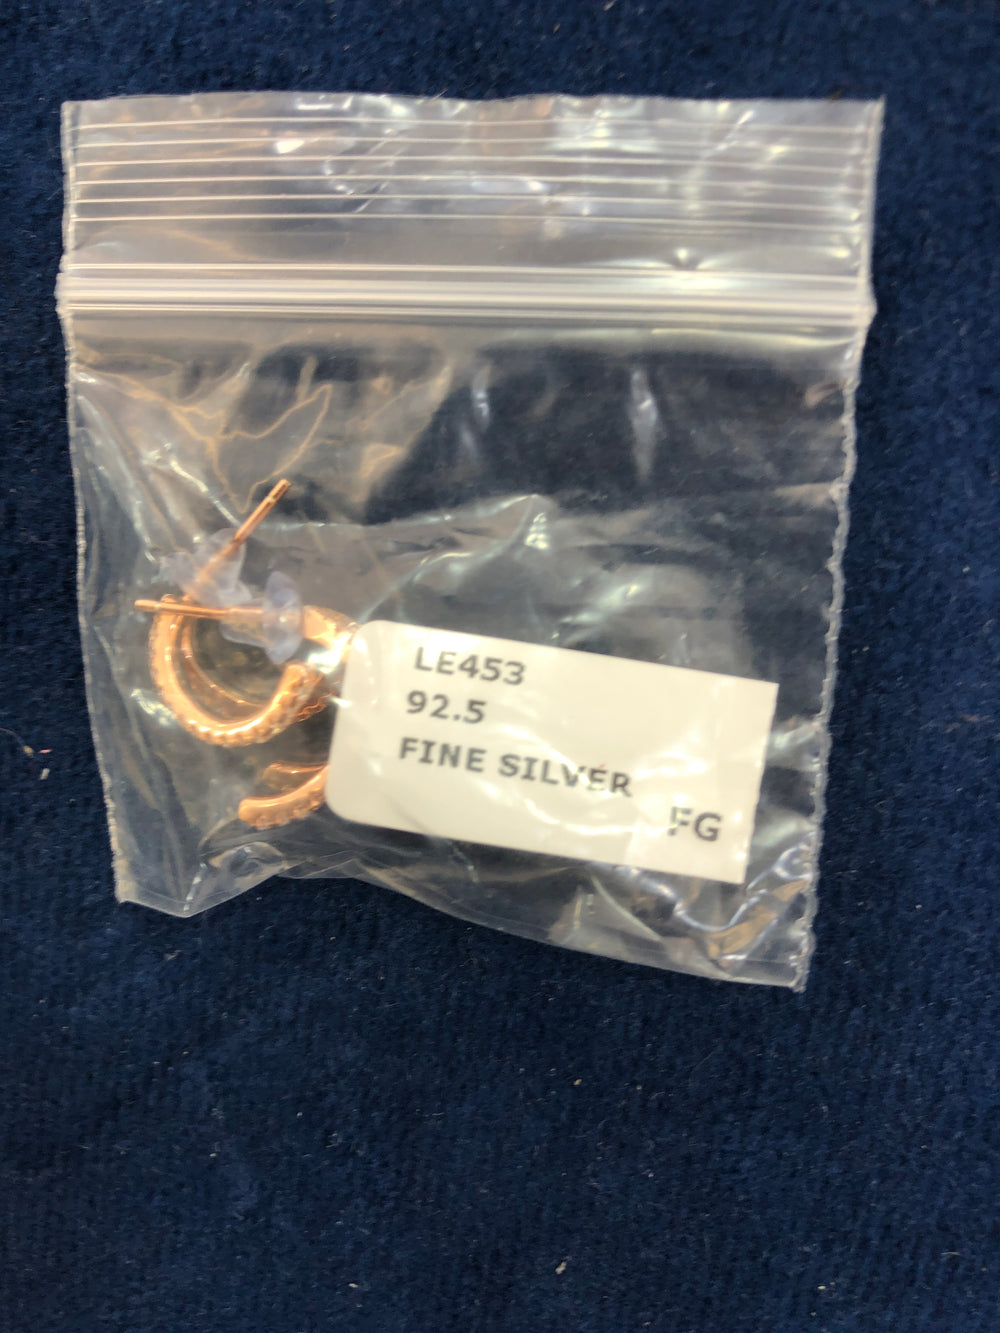 LE453
92.5
FINE SILVER
FG